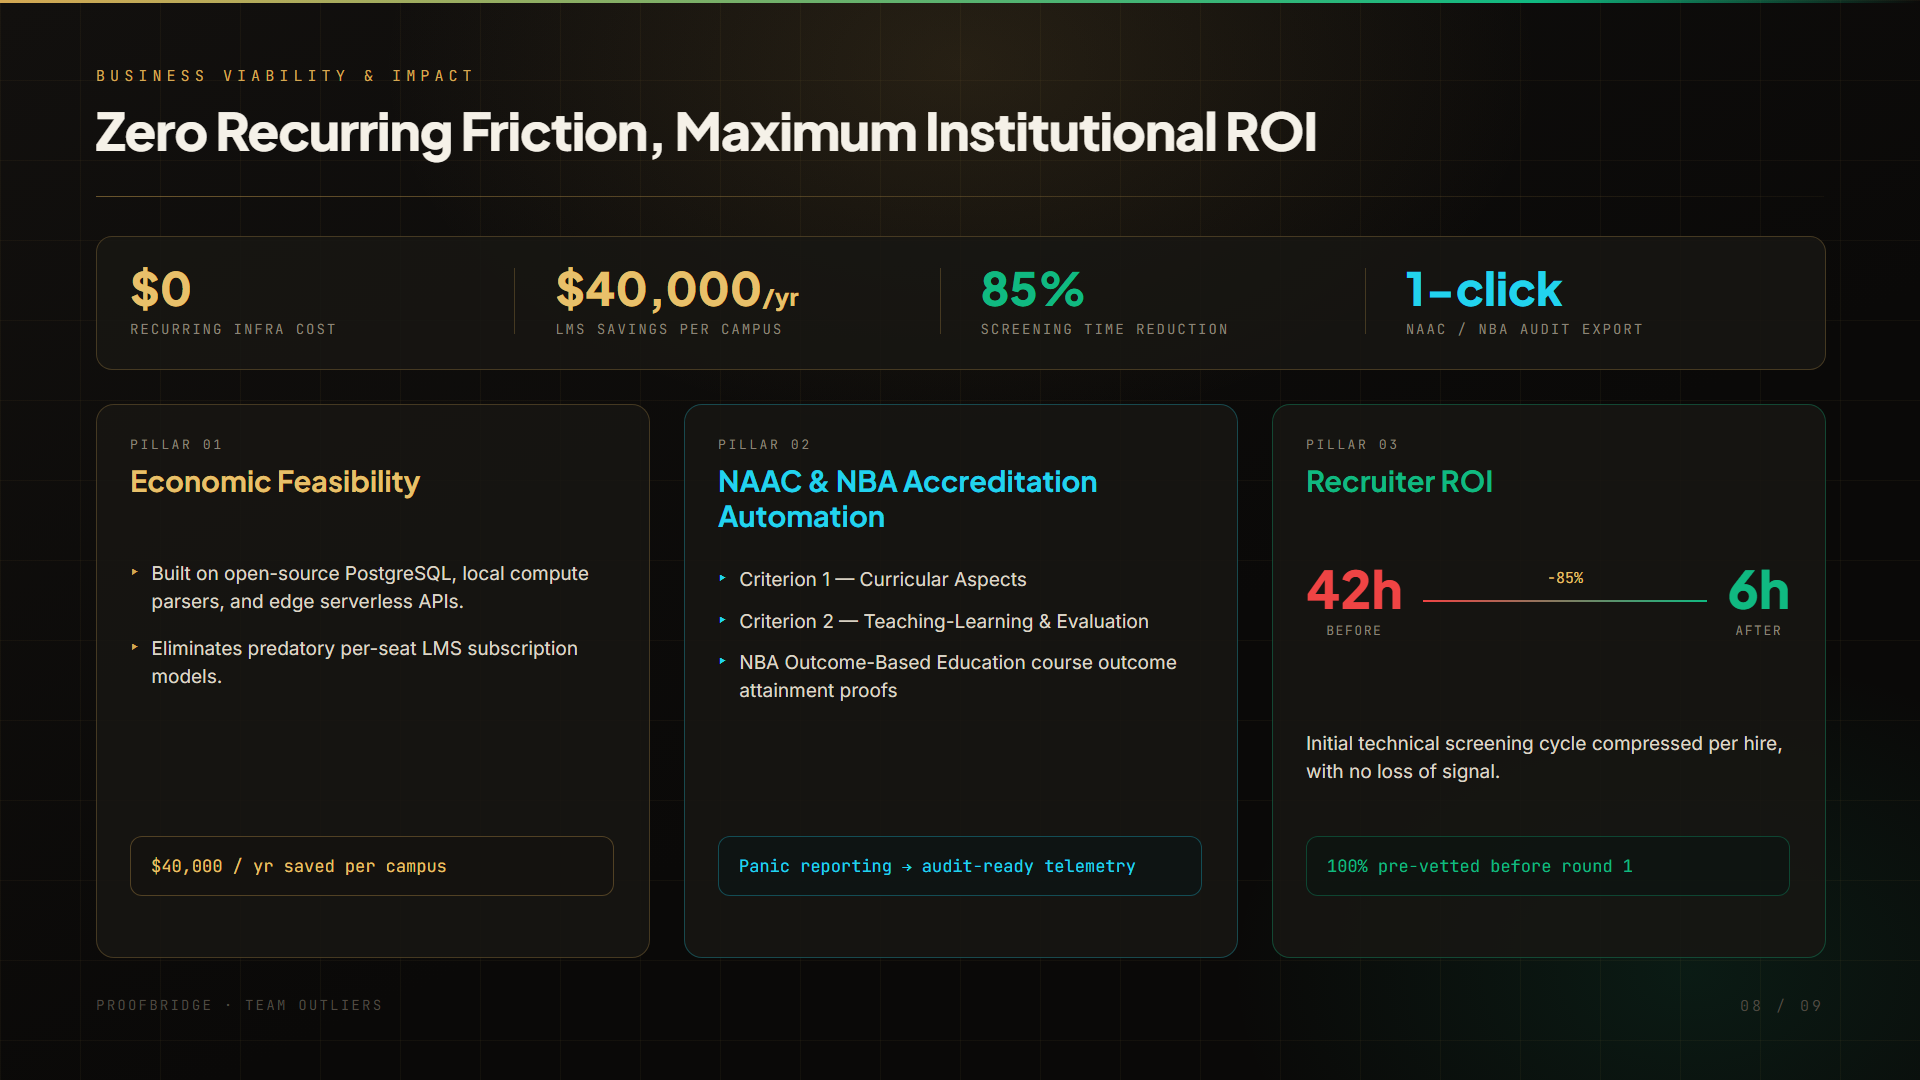 BUSINESS VIABILITY & IMPACT
Zero Recurring Friction, Maximum Institutional ROI
$0
RECURRING INFRA COST
$40,000/yr
LMS SAVINGS PER CAMPUS
85%
SCREENING TIME REDUCTION
1-click
NAAC / NBA AUDIT EXPORT
PILLAR 01
Economic Feasibility
‣ Built on open-source PostgreSQL, local compute
parsers, and edge serverless APIs.
‣ Eliminates predatory per-seat LMS subscription
models.
$40,000 / yr saved per campus
PILLAR 02
NAAC & NBA Accreditation
Automation
‣ Criterion 1 — Curricular Aspects
‣ Criterion 2 — Teaching-Learning & Evaluation
‣ NBA Outcome-Based Education course outcome
attainment proofs
Panic reporting → audit-ready telemetry
PILLAR 03
Recruiter ROI
42h
BEFORE
-85%
6h
AFTER
Initial technical screening cycle compressed per hire,
with no loss of signal.
100% pre-vetted before round 1
PROOFBRIDGE · TEAM OUTLIERS
08 / 09